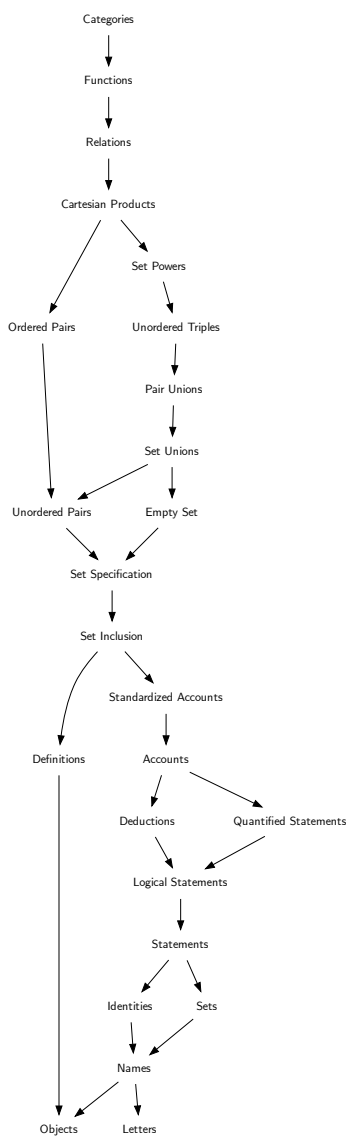 Categories
Functions
Relations
Cartesian Products
Set Powers
Ordered Pairs
Unordered Triples
Pair Unions
Set Unions
Unordered Pairs
Empty Set
Set Specification
Set Inclusion
Standardized Accounts
Definitions
Accounts
Deductions
Quantified Statements
Logical Statements
Statements
Identities
Sets
Names
Objects
Letters